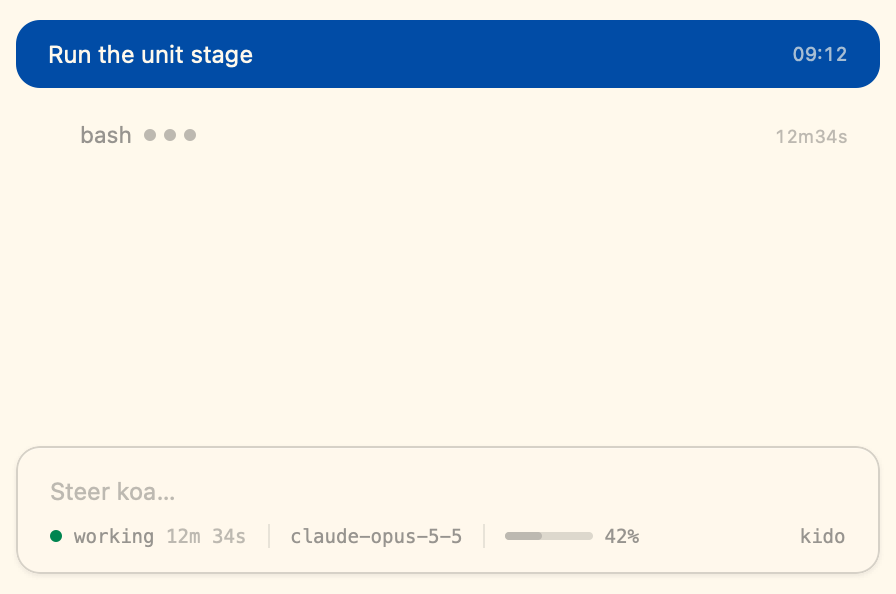 Run the unit stage 09:12
bash 12m34s
Steer koa…
working 12m 34s claude-opus-5-5 42% kido